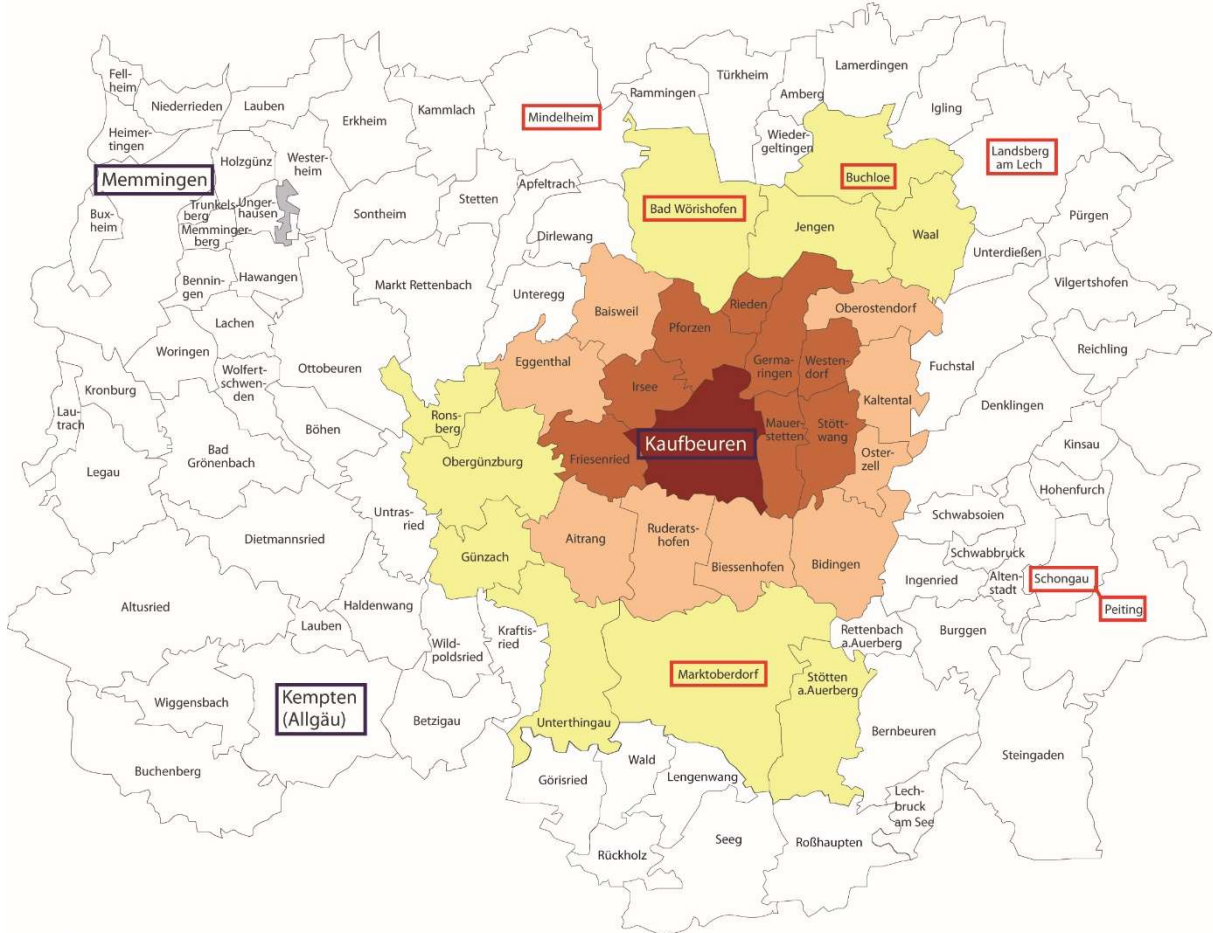 Fell-
heim
Niederrieden
Lauben
Erkheim
Kammlach
Mindelheim
Rammingen
Türkheim
Amberg
Lamerdingen
Igling
Heimer-
tingen
Holzgünz
Wester-
heim
Wieder-
geltingen
Landsberg
am Lech
Memmingen
Buchloe
Bux-
heim
Trunkels-
berg
Unger-
hausen
Memminger-
berg
Sontheim
Stetten
Apfeltrach
Bad Wörishofen
Jengen
Waal
Pürgen
Dirlewang
Unterdießen
Bennin-
gen
Hawangen
Markt Rettenbach
Unteregg
Baisweil
Rieden
Oberostendorf
Vilgertshofen
Lachen
Pforzen
Woringen
Wolfert-
schwen-
den
Ottobeuren
Eggenthal
Irsee
Germa-
ringen
Westen-
dorf
Fuchstal
Reichling
Kronburg
Kaltental
Denklingen
Lau-
trach
Böhen
Rons-
berg
Mauer-
stetten
Stött-
wang
Legau
Bad
Grönenbach
Obergünzburg
Friesenried
Kaufbeuren
Oster-
zell
Kinsau
Hohenfurch
Untras-
ried
Schwabsoien
Dietmannsried
Günzach
Aitrang
Ruderats-
hofen
Biessenhofen
Bidingen
Schwabbruck
Ingenried
Alten-
stadt
Schongau
Peiting
Altusried
Haldenwang
Lauben
Wild-
poldsried
Kraftis-
ried
Rettenbach
a.Auerberg
Burggen
Marktoberdorf
Stötten
a.Auerberg
Wiggensbach
Kempten
(Allgäu)
Betzigau
Unterthingau
Bernbeuren
Steingaden
Buchenberg
Görisried
Wald
Lengenwang
Lech-
bruck
am See
Rückholz
Seeg
Roßhaupten